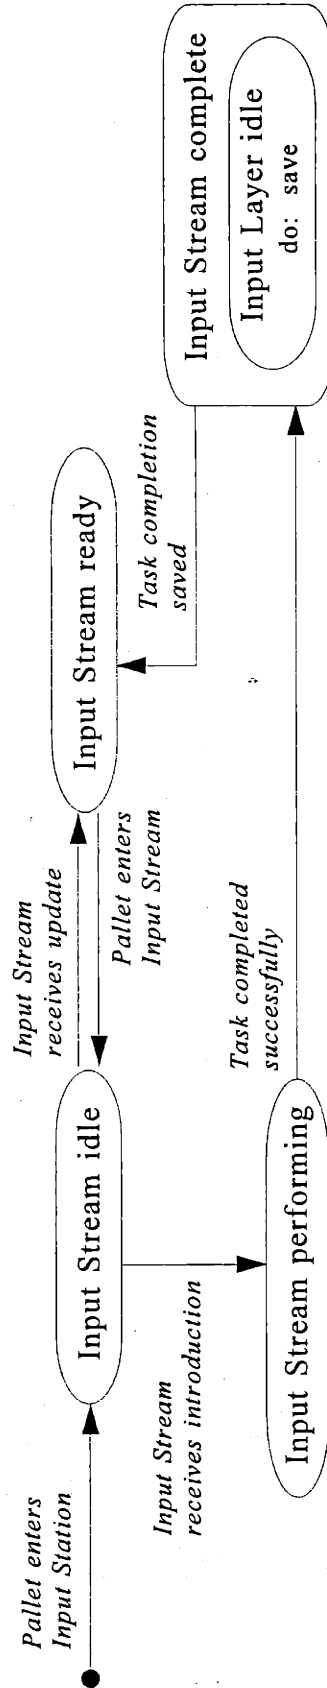 Pallet enters
Input Station
Input Stream idle
Input Stream
receives update
Pallet enters
Input Stream
Input Stream ready
Input Stream
receives introduction
Input Stream performing
Task completed
successfully
Task completion
saved
Input Stream complete
Input Layer idle
do: save